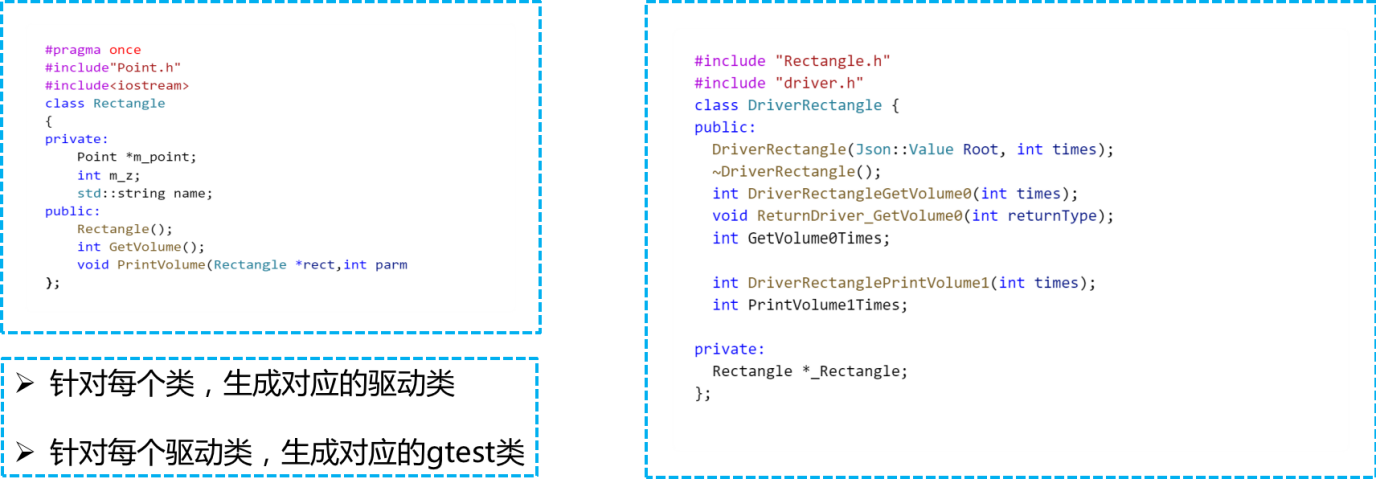 #pragma once
#include"Point.h"
#include<iostream>
class Rectangle
{
private:
    Point *m_point;
    int m_z;
    std::string name;
public:
    Rectangle();
    int GetVolume();
    void PrintVolume(Rectangle *rect,int parm
};
➢ 针对每个类，生成对应的驱动类
➢ 针对每个驱动类，生成对应的gtest类
#include "Rectangle.h"
#include "driver.h"
class DriverRectangle {
public:
  DriverRectangle(Json::Value Root, int times);
  ~DriverRectangle();
  int DriverRectangleGetVolume0(int times);
  void ReturnDriver_GetVolume0(int returnType);
  int GetVolume0Times;
  int DriverRectanglePrintVolume1(int times);
  int PrintVolume1Times;
private:
  Rectangle *_Rectangle;
};